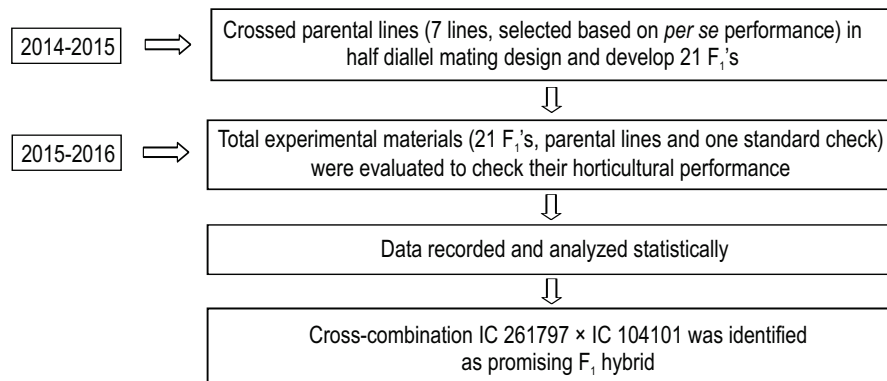 2014-2015
Crossed parental lines (7 lines, selected based on per se performance) in
half diallel mating design and develop 21 F₁'s
2015-2016
Total experimental materials (21 F₁'s, parental lines and one standard check)
were evaluated to check their horticultural performance
Data recorded and analyzed statistically
Cross-combination IC 261797 × IC 104101 was identified
as promising F₁ hybrid